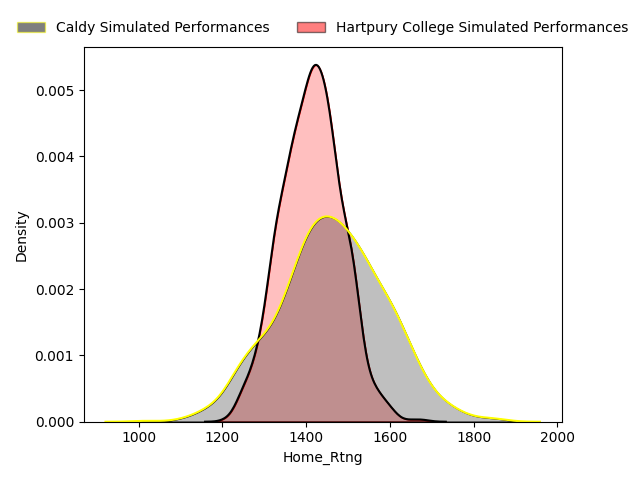 Caldy Simulated Performances
Hartpury College Simulated Performances
0.005
0.004
0.003
0.002
0.001
0.000
Density
1000 1200 1400 1600 1800 2000
Home_Rtng